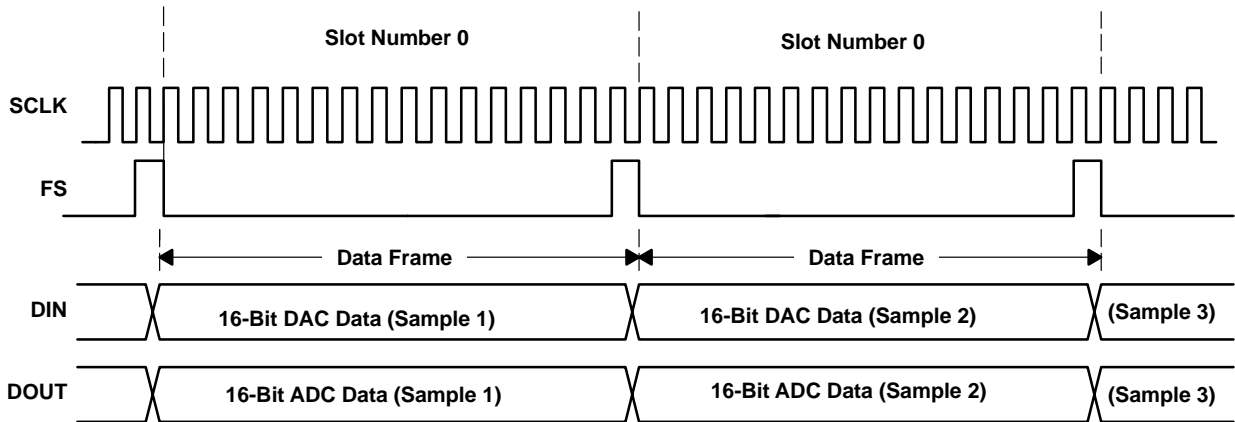 Slot Number 0
Slot Number 0
SCLK
FS
Data Frame
Data Frame
DIN
16-Bit DAC Data (Sample 1)
16-Bit DAC Data (Sample 2)
(Sample 3)
DOUT
16-Bit ADC Data (Sample 1)
16-Bit ADC Data (Sample 2)
(Sample 3)